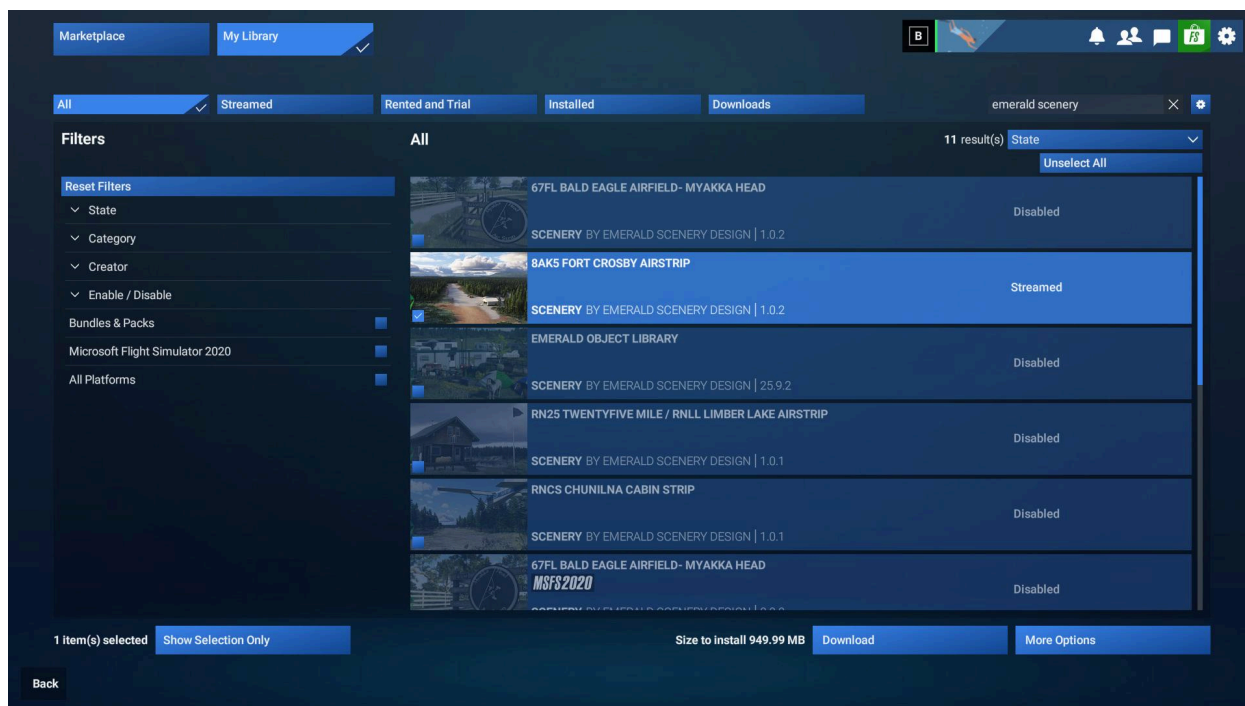 Marketplace
My Library
B
FS
All
Streamed
Rented and Trial
Installed
Downloads
emerald scenery
Filters
All
11 result(s)
State
Unselect All
Reset Filters
State
Category
Creator
Enable / Disable
Bundles & Packs
Microsoft Flight Simulator 2020
All Platforms
67FL BALD EAGLE AIRFIELD- MYAKKA HEAD
Disabled
SCENERY BY EMERALD SCENERY DESIGN | 1.0.2
8AK5 FORT CROSBY AIRSTRIP
Streamed
SCENERY BY EMERALD SCENERY DESIGN | 1.0.2
EMERALD OBJECT LIBRARY
Disabled
SCENERY BY EMERALD SCENERY DESIGN | 25.9.2
RN25 TWENTYFIVE MILE / RNLL LIMBER LAKE AIRSTRIP
Disabled
SCENERY BY EMERALD SCENERY DESIGN | 1.0.1
RNCS CHUNILNA CABIN STRIP
Disabled
SCENERY BY EMERALD SCENERY DESIGN | 1.0.1
67FL BALD EAGLE AIRFIELD- MYAKKA HEAD
MSFS2020
Disabled
SCENERY BY EMERALD SCENERY DESIGN |
1 item(s) selected
Show Selection Only
Size to install 949.99 MB
Download
More Options
Back